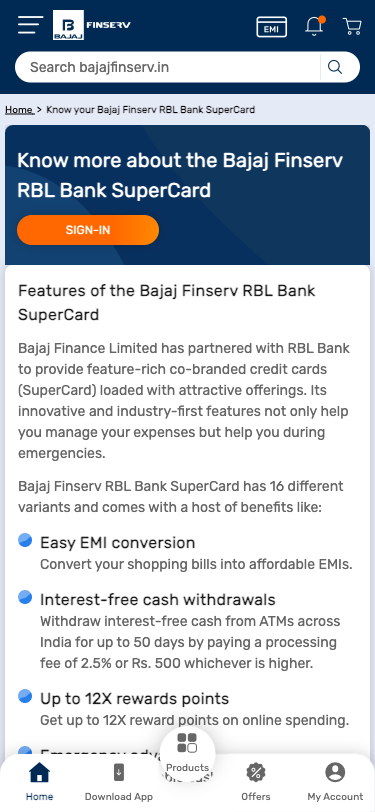 BAJAJ
FINSERV
EMI
Search bajajfinserv.in
Home > Know your Bajaj Finserv RBL Bank SuperCard
Know more about the Bajaj Finserv
RBL Bank SuperCard
SIGN-IN
Features of the Bajaj Finserv RBL Bank
SuperCard
Bajaj Finance Limited has partnered with RBL Bank
to provide feature-rich co-branded credit cards
(SuperCard) loaded with attractive offerings. Its
innovative and industry-first features not only help
you manage your expenses but help you during
emergencies.
Bajaj Finserv RBL Bank SuperCard has 16 different
variants and comes with a host of benefits like:
Easy EMI conversion
Convert your shopping bills into affordable EMIs.
Interest-free cash withdrawals
Withdraw interest-free cash from ATMs across
India for up to 50 days by paying a processing
fee of 2.5% or Rs. 500 whichever is higher.
Up to 12X rewards points
Get up to 12X reward points on online spending.
Home
Download App
Products
Offers
My Account